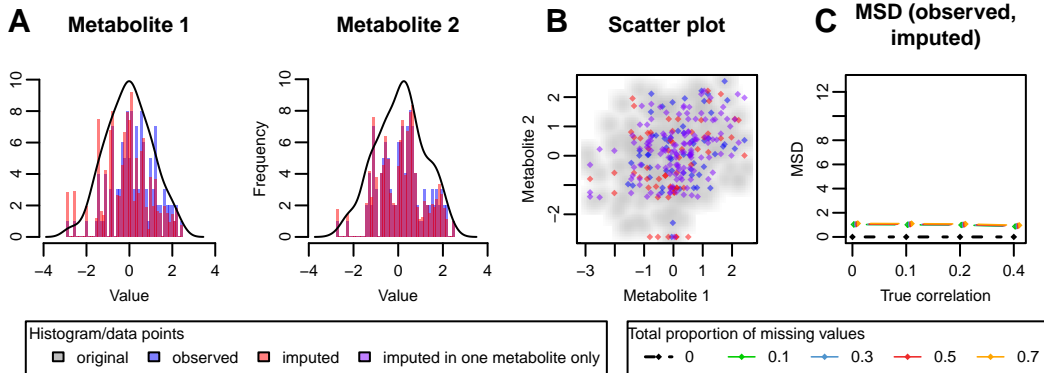 A
Metabolite 1
Metabolite 2
B
Scatter plot
C
MSD (observed,
imputed)
10
8
6
4
2
0
−4
−2
0
2
4
Value
Frequency
10
8
6
4
2
0
−4
−2
0
2
4
Value
Metabolite 2
2
1
0
−2
−3
−1
0
1
2
Metabolite 1
MSD
12
8
6
4
2
0
0
0.1
0.2
0.4
True correlation
Histogram/data points
original
observed
imputed
imputed in one metabolite only
Total proportion of missing values
0
0.1
0.3
0.5
0.7